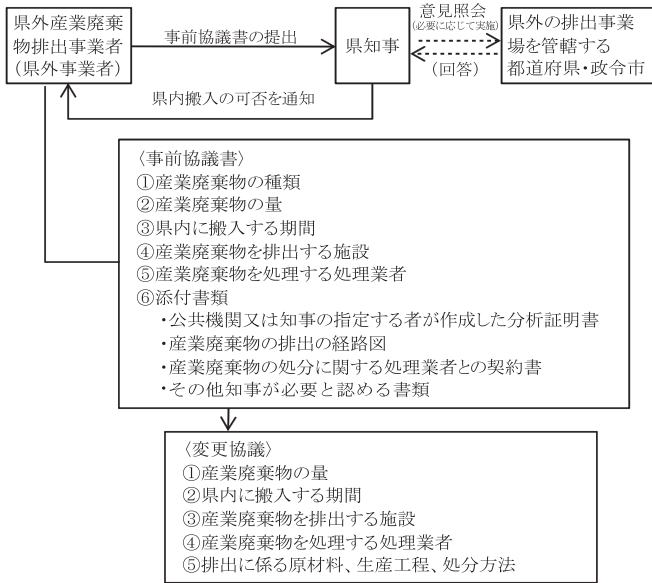 県外産業廃棄
物排出事業者
（県外事業者）
事前協議書の提出
県知事
意見照会
（必要に応じて実施）
（回答）
県外の排出事業
場を管轄する
都道府県・政令市
県内搬入の可否を通知
〈事前協議書〉
①産業廃棄物の種類
②産業廃棄物の量
③県内に搬入する期間
④産業廃棄物を排出する施設
⑤産業廃棄物を処理する処理業者
⑥添付書類
・公共機関又は知事の指定する者が作成した分析証明書
・産業廃棄物の排出の経路図
・産業廃棄物の処分に関する処理業者との契約書
・その他知事が必要と認める書類
〈変更協議〉
①産業廃棄物の量
②県内に搬入する期間
③産業廃棄物を排出する施設
④産業廃棄物を処理する処理業者
⑤排出に係る原材料、生産工程、処分方法